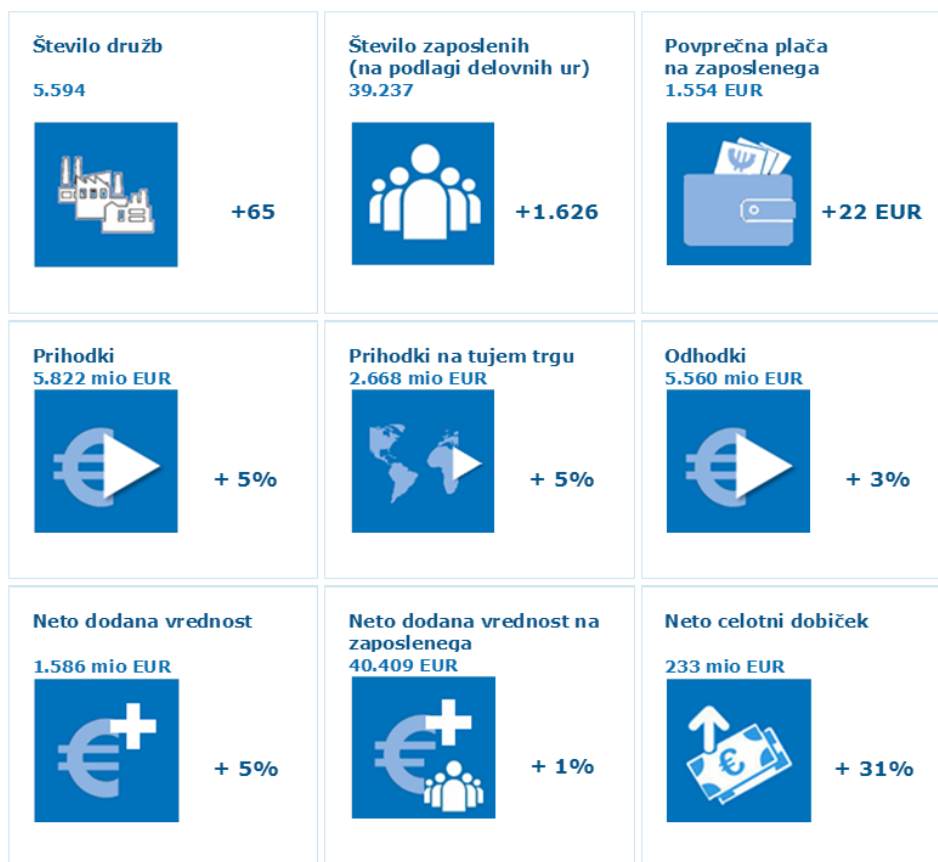 Število družb
5.594
+65
Število zaposlenih
(na podlagi delovnih ur)
39.237
+1.626
Povprečna plača
na zaposlenega
1.554 EUR
+22 EUR
Prihodki
5.822 mio EUR
+ 5%
Prihodki na tujem trgu
2.668 mio EUR
+ 5%
Odhodki
5.560 mio EUR
+ 3%
Neto dodana vrednost
1.586 mio EUR
+ 5%
Neto dodana vrednost na
zaposlenega
40.409 EUR
+ 1%
Neto celotni dobiček
233 mio EUR
+ 31%